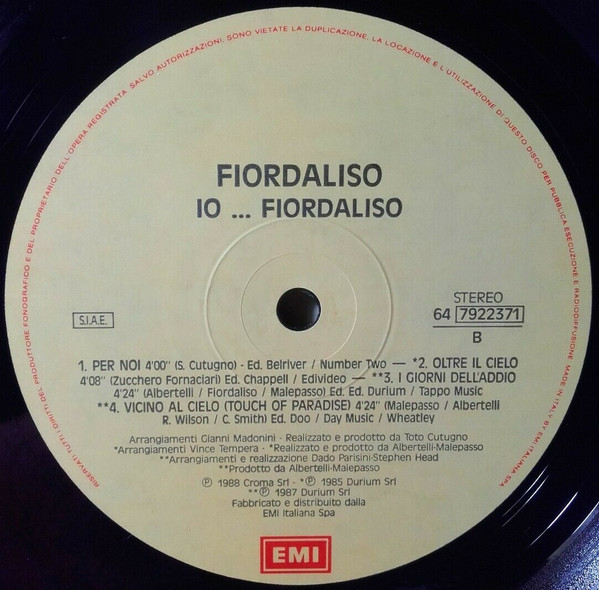 RISERVATI TUTTI I DIRITTI DEL PRODUTTORE FONOGRAFICO E DEL PROPRIETARIO DELL'OPERA REGISTRATA. SALVO AUTORIZZAZIONI, SONO VIETATE LA DUPLICAZIONE, LA LOCAZIONE E L'UTILIZZAZIONE DI QUESTO DISCO PER PUBBLICA ESECUZIONE E RADIODIFFUSIONE. MADE IN ITALY BY EMI ITALIANA SPA
FIORDALISO
IO ... FIORDALISO
S.I.A.E.
STEREO
64 7922371
B
1. PER NOI 4'00" (S. Cutugno) - Ed. Belriver / Number Two — *2. OLTRE IL CIELO
4'08" (Zucchero Fornaciari) Ed. Chappell / Edivideo — **3. I GIORNI DELL'ADDIO
4'24" (Albertelli / Fiordaliso / Malepasso) Ed. Ed. Durium / Tappo Music
**4. VICINO AL CIELO (TOUCH OF PARADISE) 4'24" (Malepasso / Albertelli
R. Wilson / C. Smith) Ed. Doo / Day Music / Wheatley
Arrangiamenti Gianni Madonini - Realizzato e prodotto da Toto Cutugno
*Arrangiamenti Vince Tempera - *Realizzato e prodotto da Albertelli-Malepasso
**Arrangiamenti e realizzazione Dado Parisini-Stephen Head
**Prodotto da Albertelli-Malepasso
℗ 1988 Croma Srl - *℗ 1985 Durium Srl
**℗ 1987 Durium Srl
Fabbricato e distribuito dalla
EMI Italiana Spa
EMI